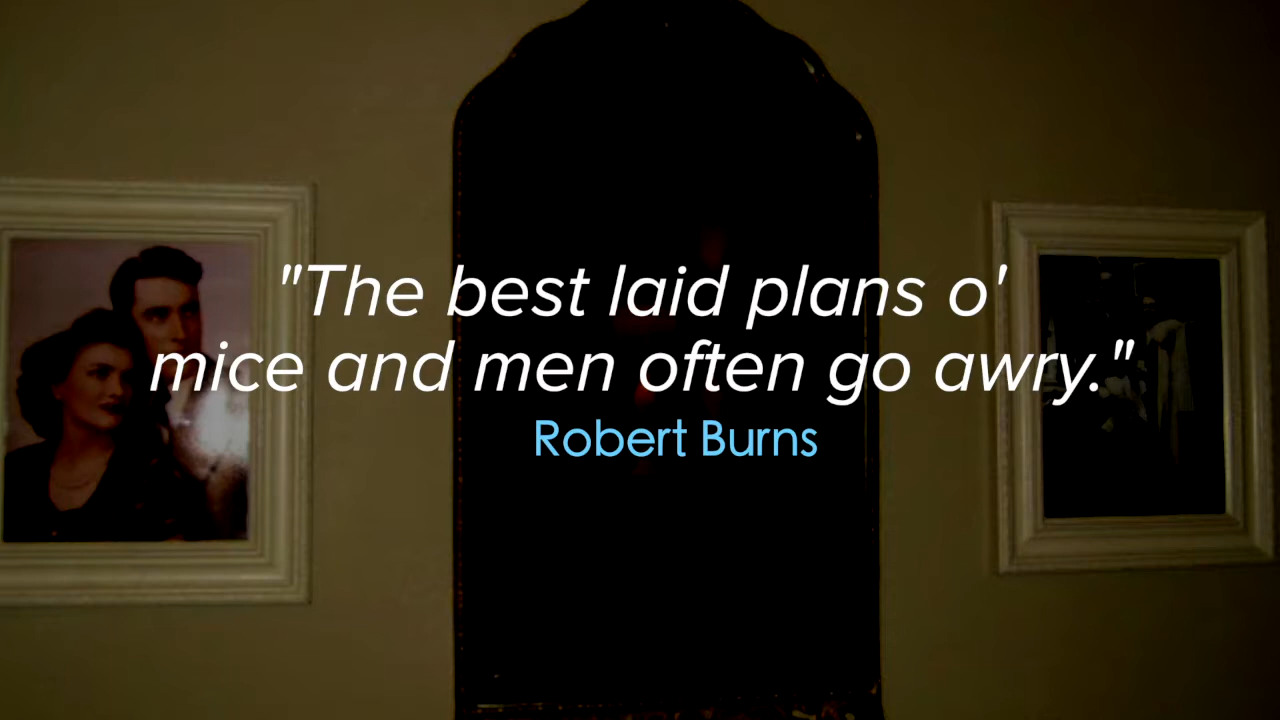 "The best laid plans o'
mice and men often go awry."
Robert Burns